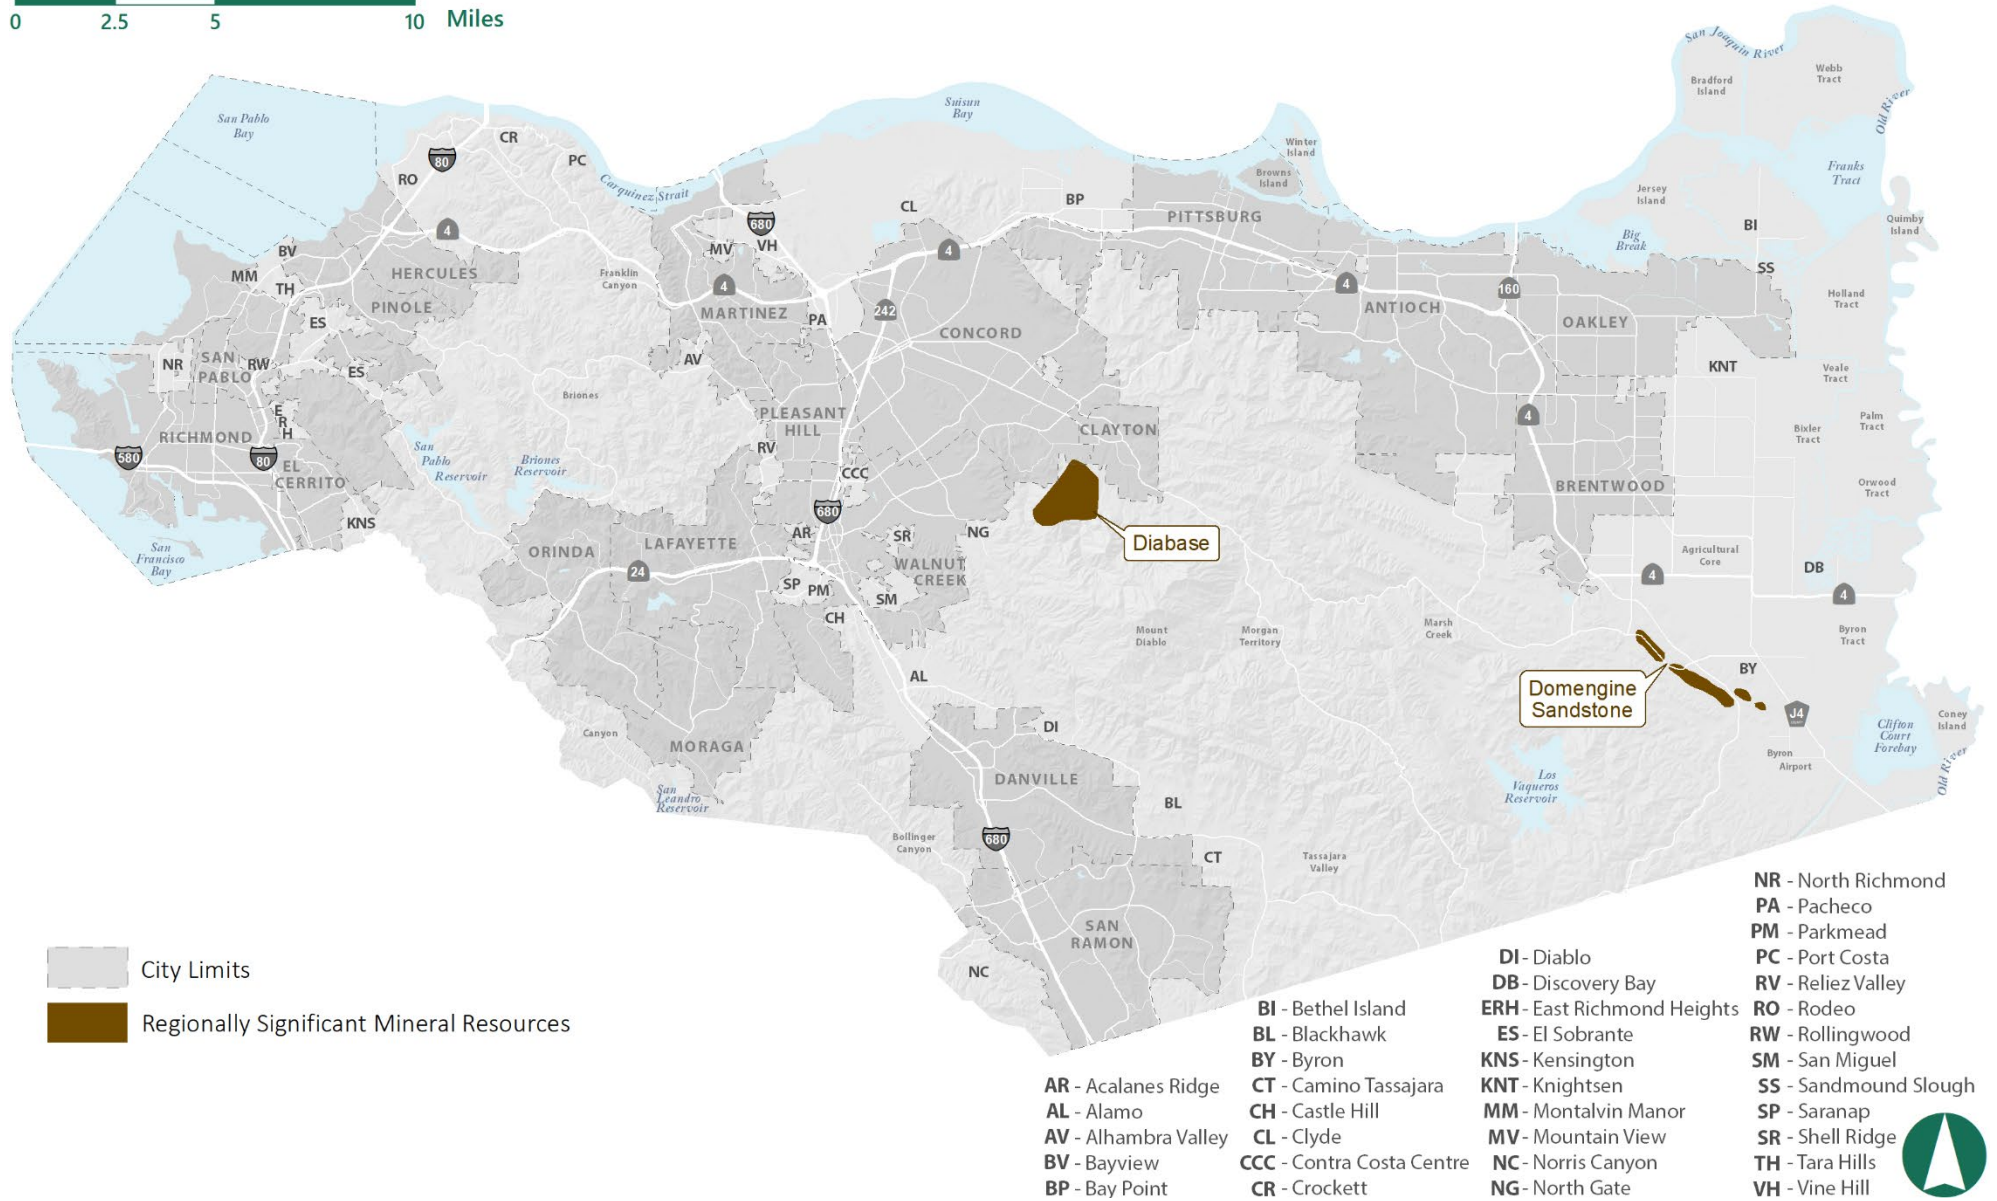 0 2.5 5 10 Miles
San Joaquin River
Webb
Tract
Bradford
Island
Old River
San Pablo
Bay
Suisun
Bay
CR
80
PC
Winter
Island
Browns
Island
Franks
Tract
RO
Carquinez Strait
Jersey
Island
BP
CL
PITTSBURG
680
4
BI
Quimby
Island
Big
Break
BV
MV
VH
4
MM
HERCULES
Franklin
Canyon
SS
TH
4
4
160
Holland
Tract
PINOLE
MARTINEZ
PA
242
ANTIOCH
ES
CONCORD
OAKLEY
NR
SAN
PABLO
RW
ES
AV
KNT
Veale
Tract
Briones
E
R
H
PLEASANT
HILL
4
Palm
Tract
RICHMOND
CLAYTON
Bixler
Tract
580
80
San
Pablo
Reservoir
Briones
Reservoir
RV
EL
CERRITO
CCC
BRENTWOOD
Orwood
Tract
KNS
680
San
Francisco
Bay
ORINDA
LAFAYETTE
AR
SR
NG
Diabase
Agricultural
Core
24
WALNUT
CREEK
DB
4
SP
PM
SM
4
CH
Mount
Diablo
Morgan
Territory
Marsh
Creek
Byron
Tract
AL
BY
Domengine
Sandstone
J4
DI
Canyon
MORAGA
Clifton
Court
Forebay
Coney
Island
Byron
Airport
DANVILLE
Los
Vaqueros
Reservoir
Old River
San
Leandro
Reservoir
BL
680
Bollinger
Canyon
CT
Tassajara
Valley
SAN
RAMON
NC
City Limits
Regionally Significant Mineral Resources
AR - Acalanes Ridge
AL - Alamo
AV - Alhambra Valley
BV - Bayview
BP - Bay Point
BI - Bethel Island
BL - Blackhawk
BY - Byron
CT - Camino Tassajara
CH - Castle Hill
CL - Clyde
CCC - Contra Costa Centre
CR - Crockett
DI - Diablo
DB - Discovery Bay
ERH - East Richmond Heights
ES - El Sobrante
KNS - Kensington
KNT - Knightsen
MM - Montalvin Manor
MV - Mountain View
NC - Norris Canyon
NG - North Gate
NR - North Richmond
PA - Pacheco
PM - Parkmead
PC - Port Costa
RV - Reliez Valley
RO - Rodeo
RW - Rollingwood
SM - San Miguel
SS - Sandmound Slough
SP - Saranap
SR - Shell Ridge
TH - Tara Hills
VH - Vine Hill